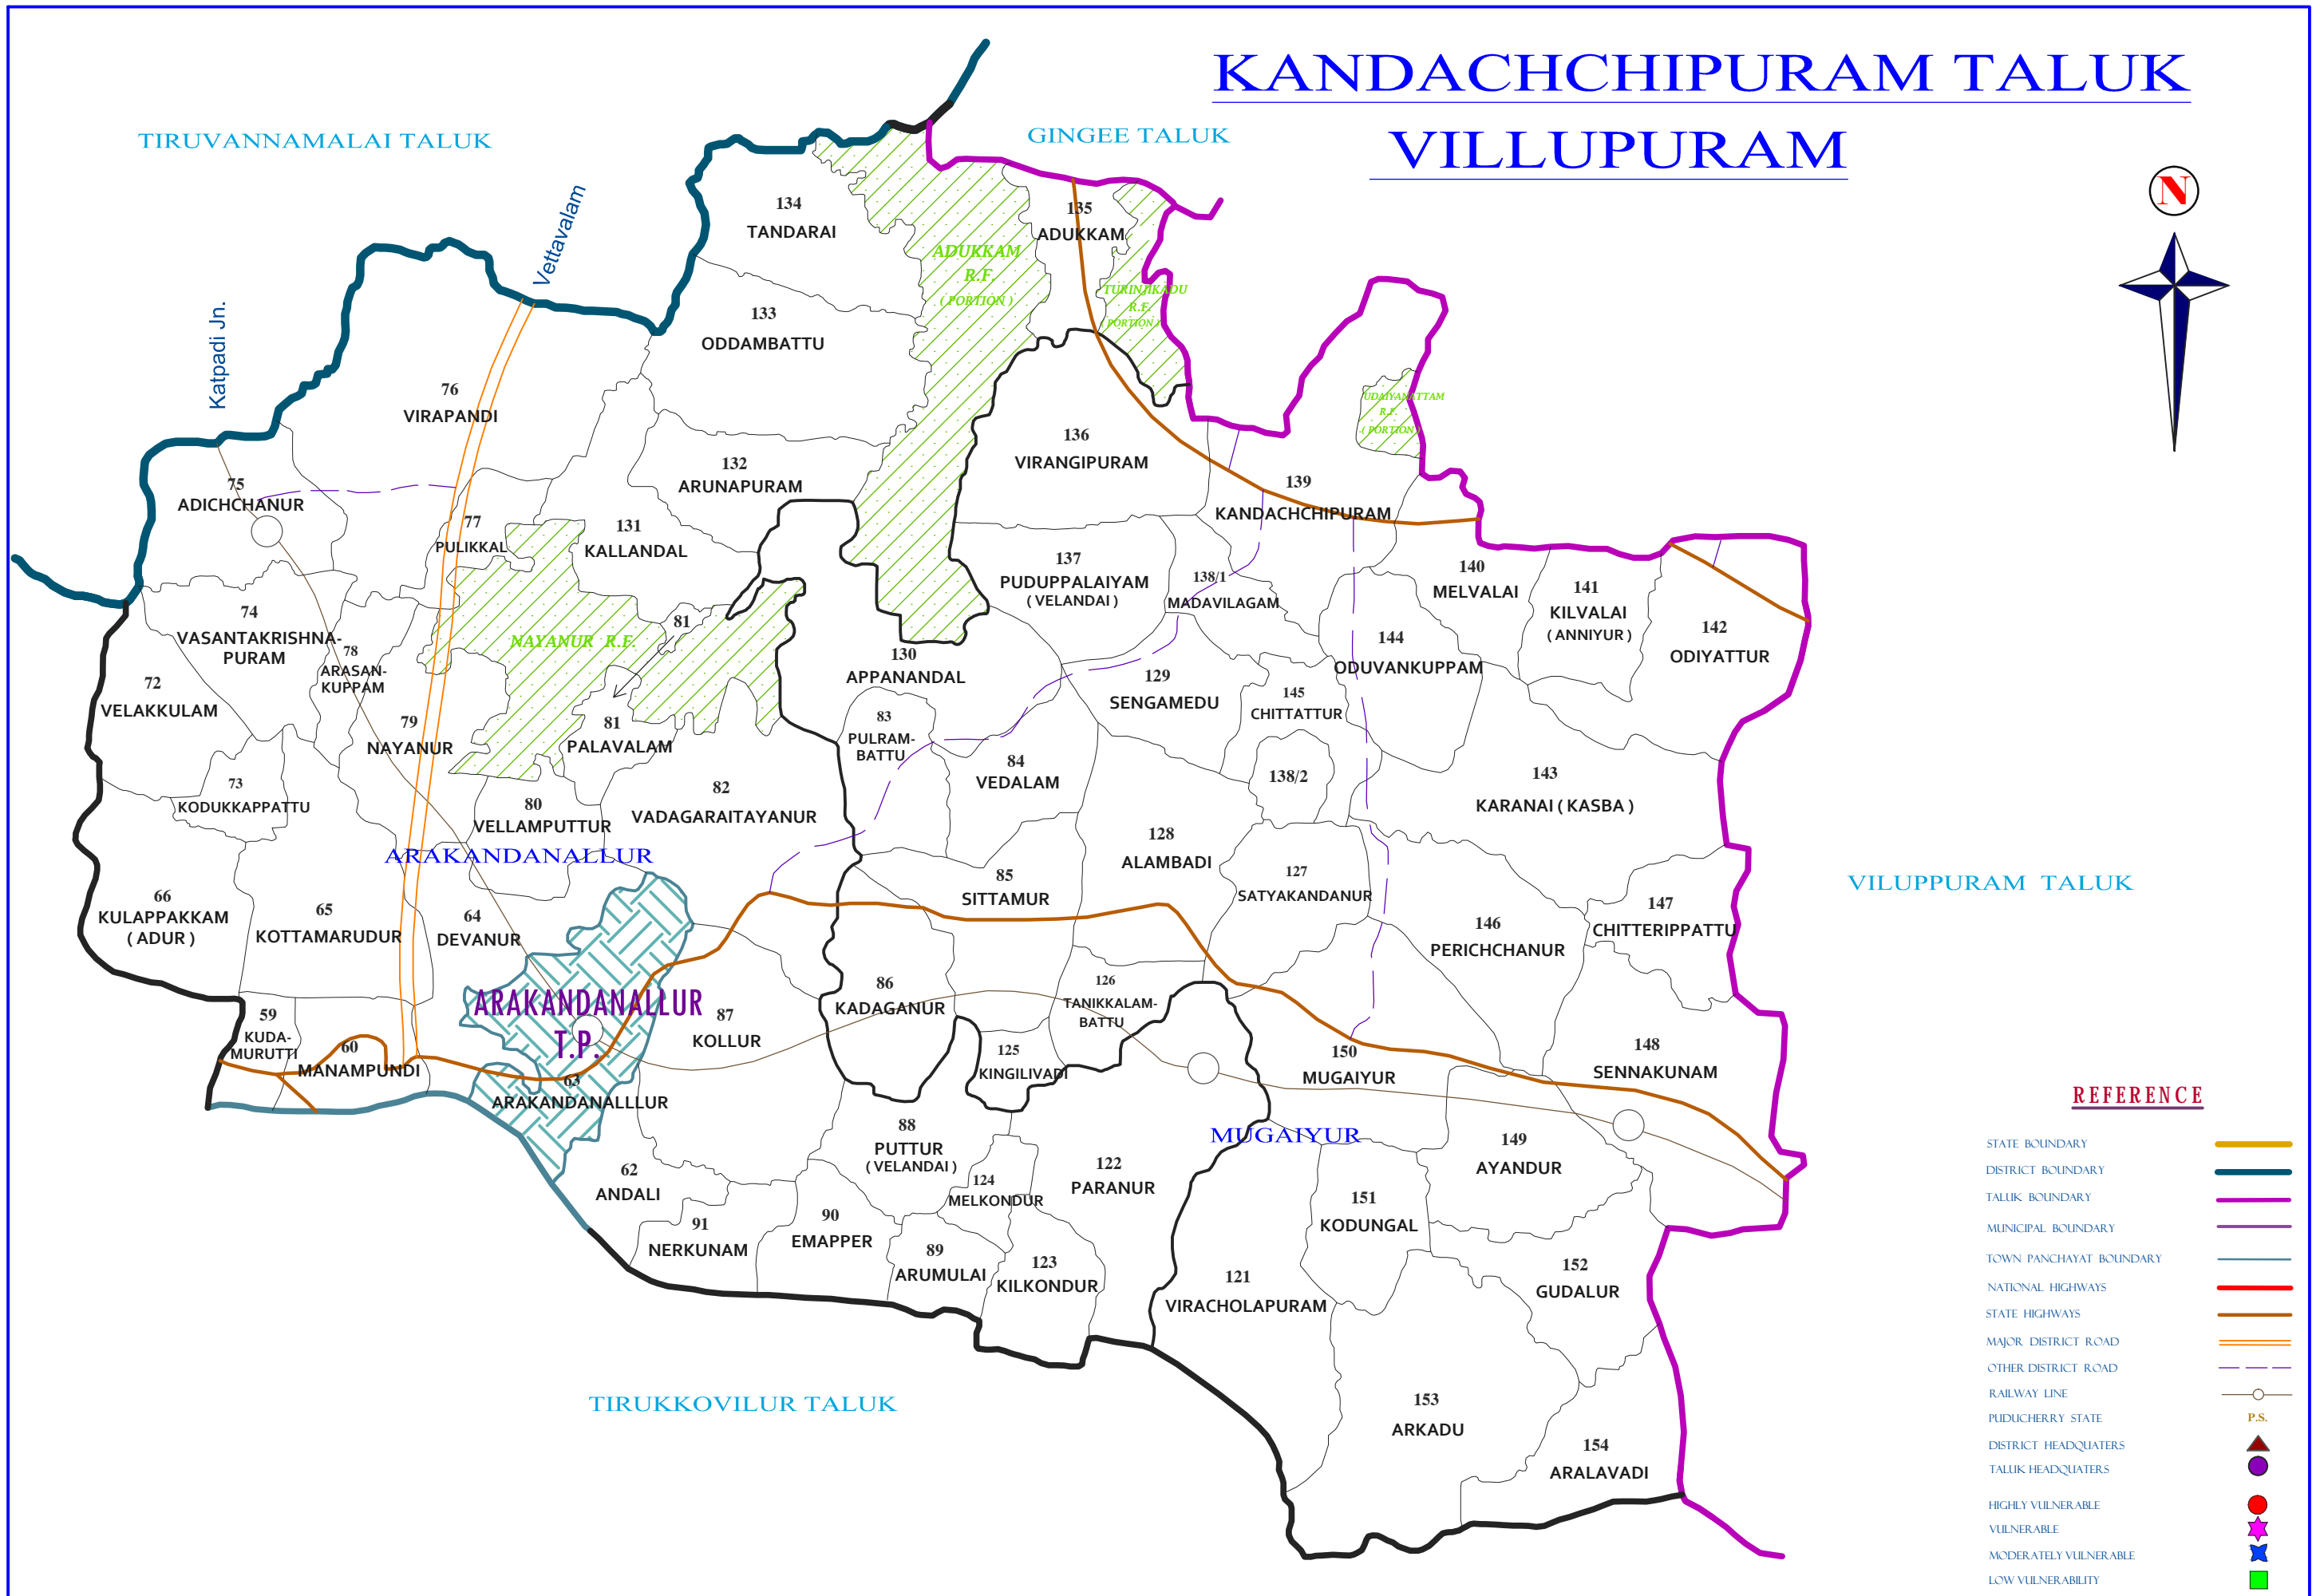 KANDACHCHIPURAM TALUK
VILLUPURAM
TIRUVANNAMALAI TALUK
GINGEE TALUK
N
Vettavalam
Katpadi Jn.
134
TANDARAI
135
ADUKKAM
ADUKKAM
R.F.
( PORTION )
TURINJIKADU
R.F.
( PORTION )
133
ODDAMBATTU
76
VIRAPANDI
UDAIYANATTAM
R.F.
( PORTION )
136
VIRANGIPURAM
132
ARUNAPURAM
75
ADICHCHANUR
139
KANDACHCHIPURAM
77
PULIKKAL
131
KALLANDAL
137
PUDUPPALAIYAM
( VELANDAI )
138/1
MADAVILAGAM
140
MELVALAI
141
KILVALAI
( ANNIYUR )
142
ODIYATTUR
74
VASANTAKRISHNA-
PURAM
78
ARASAN-
KUPPAM
NAYANUR R.F.
81
130
APPANANDAL
144
ODUVANKUPPAM
129
SENGAMEDU
145
CHITTATTUR
72
VELAKKULAM
79
NAYANUR
81
PALAVALAM
83
PULRAM-
BATTU
84
VEDALAM
138/2
143
KARANAI ( KASBA )
73
KODUKKAPPATTU
80
VELLAMPUTTUR
82
VADAGARAITAYANUR
128
ALAMBADI
ARAKANDANALLUR
85
SITTAMUR
127
SATYAKANDANUR
VILUPPURAM TALUK
66
KULAPPAKKAM
( ADUR )
65
KOTTAMARUDUR
64
DEVANUR
146
PERICHCHANUR
147
CHITTERIPPATTU
ARAKANDANALLUR
T.P.
86
KADAGANUR
126
TANIKKALAM-
BATTU
59
KUDA-
MURUTTI
60
MANAMPUNDI
87
KOLLUR
125
KINGILIVADI
150
MUGAIYUR
148
SENNAKUNAM
63
ARAKANDANALLLUR
88
PUTTUR
( VELANDAI )
MUGAIYUR
149
AYANDUR
62
ANDALI
124
MELKONDUR
122
PARANUR
151
KODUNGAL
91
NERKUNAM
90
EMAPPER
89
ARUMULAI
123
KILKONDUR
121
VIRACHOLAPURAM
152
GUDALUR
TIRUKKOVILUR TALUK
153
ARKADU
154
ARALAVADI
REFERENCE
STATE BOUNDARY
DISTRICT BOUNDARY
TALUK BOUNDARY
MUNICIPAL BOUNDARY
TOWN PANCHAYAT BOUNDARY
NATIONAL HIGHWAYS
STATE HIGHWAYS
MAJOR DISTRICT ROAD
OTHER DISTRICT ROAD
RAILWAY LINE
PUDUCHERRY STATE P.S.
DISTRICT HEADQUATERS
TALUK HEADQUATERS
HIGHLY VULNERABLE
VULNERABLE
MODERATELY VULNERABLE
LOW VULNERABILITY